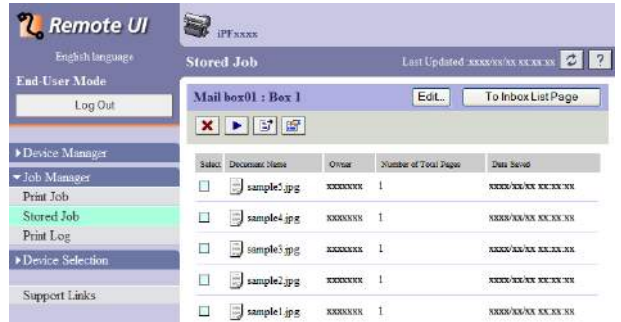 Remote UI
iPFxxxx
English language
Stored Job
Last Updated :xxxx/xx/xx xx:xx:xx
?
End-User Mode
Log Out
Mail box01 : Box 1
Edit..
To Inbox List Page
Device Manager
Job Manager
Print Job
Stored Job
Print Log
Device Selection
Support Links
Select Document Name Owner Number of Total Pages Date Saved
sample5.jpg xxxxxxx 1 xxxx/xx/xx xx:xx:xx
sample4.jpg xxxxxxx 1 xxxx/xx/xx xx:xx:xx
sample3.jpg xxxxxxx 1 xxxx/xx/xx xx:xx:xx
sample2.jpg xxxxxxx 1 xxxx/xx/xx xx:xx:xx
sample1.jpg xxxxxxx 1 xxxx/xx/xx xx:xx:xx